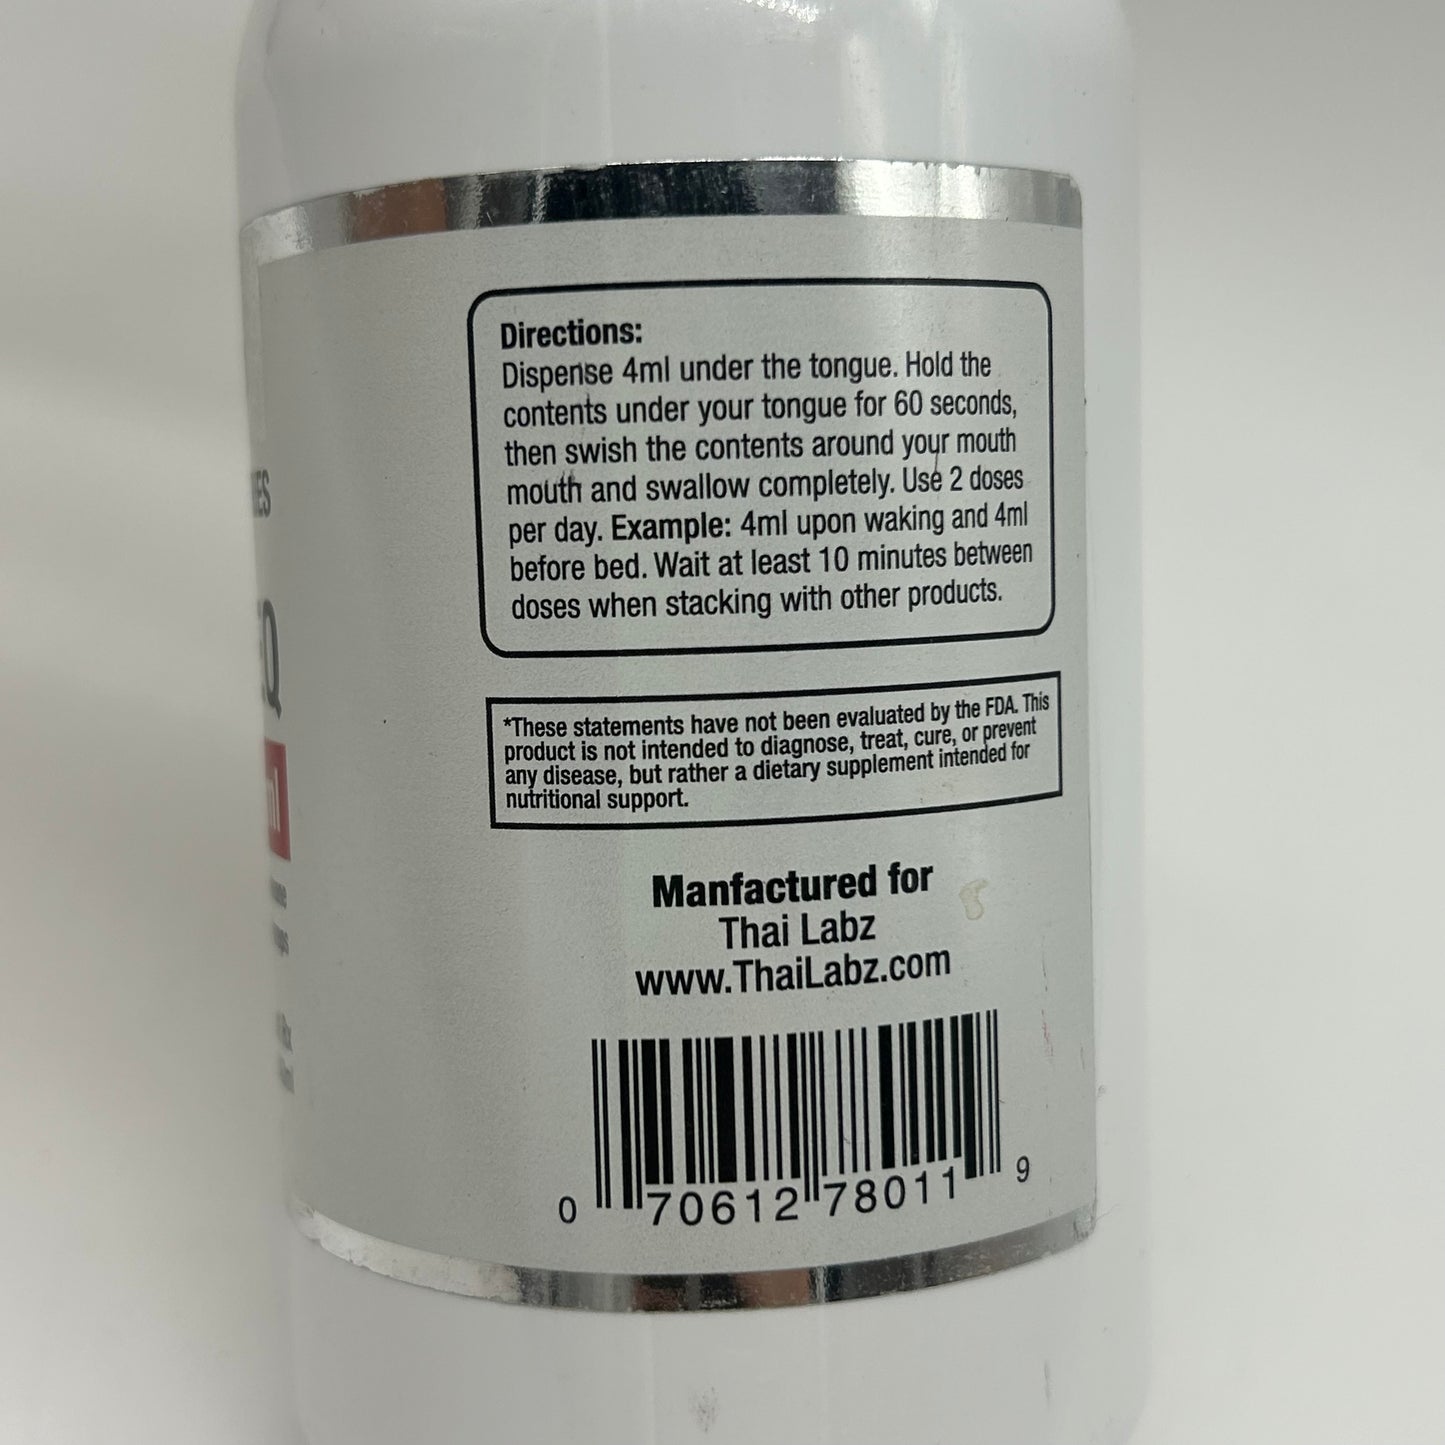 Directions:
Dispense 4ml under the tongue. Hold the
contents under your tongue for 60 seconds,
then swish the contents around your mouth
mouth and swallow completely. Use 2 doses
per day. Example: 4ml upon waking and 4ml
before bed. Wait at least 10 minutes between
doses when stacking with other products.
*These statements have not been evaluated by the FDA. This
product is not intended to diagnose, treat, cure, or prevent
any disease, but rather a dietary supplement intended for
nutritional support.
Manfactured for
Thai Labz
www.ThaiLabz.com
0 70612 78011 9